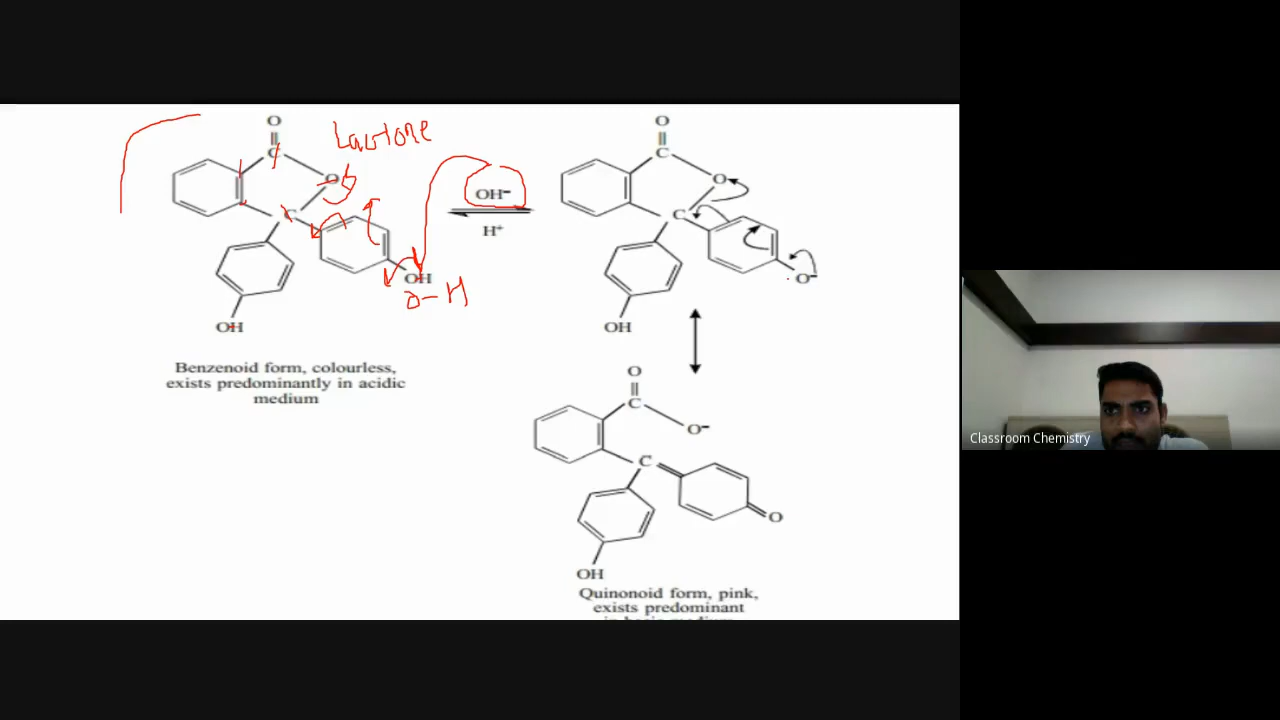 O
C
O
Lactone
C
OH
O-H
OH
Benzenoid form, colourless,
exists predominantly in acidic
medium
OH⁻
H⁺
O
C
O
C
O⁻
OH
O
C
O⁻
C
O
OH
Quinonoid form, pink,
exists predominant
Classroom Chemistry